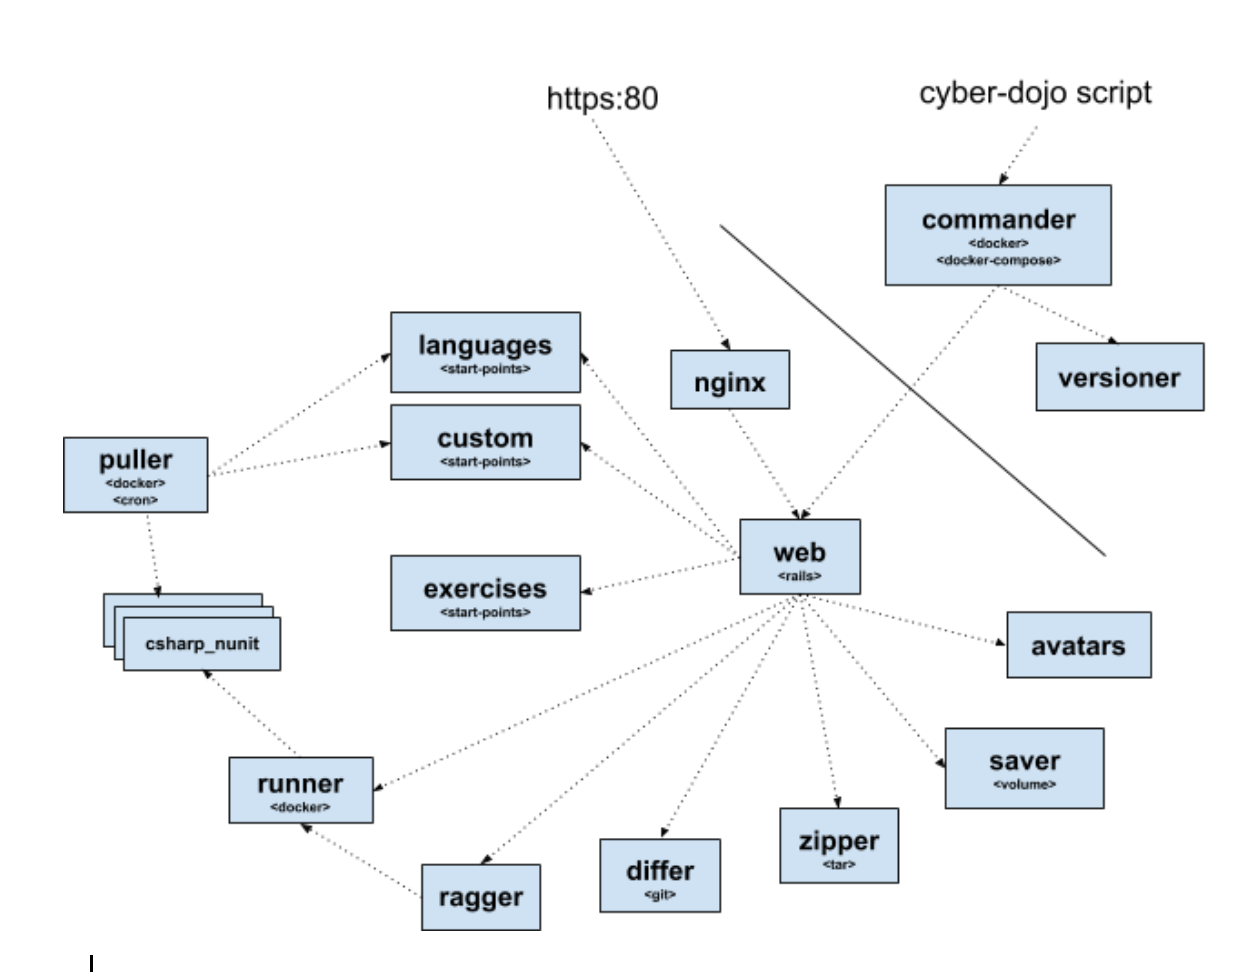 https:80
cyber-dojo script
commander
<docker>
<docker-compose>
languages
<start-points>
nginx
versioner
custom
<start-points>
puller
<docker>
<cron>
web
<rails>
exercises
<start-points>
csharp_nunit
avatars
runner
<docker>
saver
<volume>
zipper
<tar>
differ
<git>
ragger